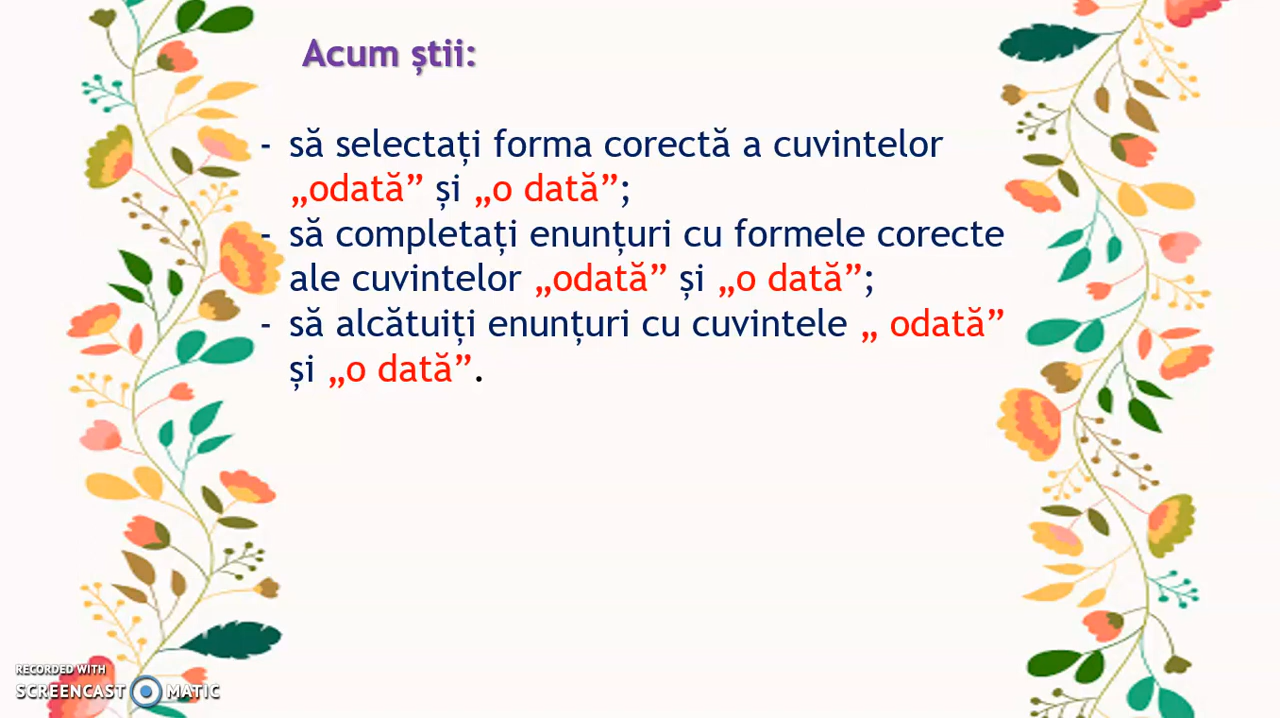 Acum știi:
- să selectați forma corectă a cuvintelor
„odată” și „o dată”;
- să completați enunțuri cu formele corecte
ale cuvintelor „odată” și „o dată”;
- să alcătuiți enunțuri cu cuvintele „ odată”
și „o dată”.
RECORDED WITH
SCREENCAST MATIC